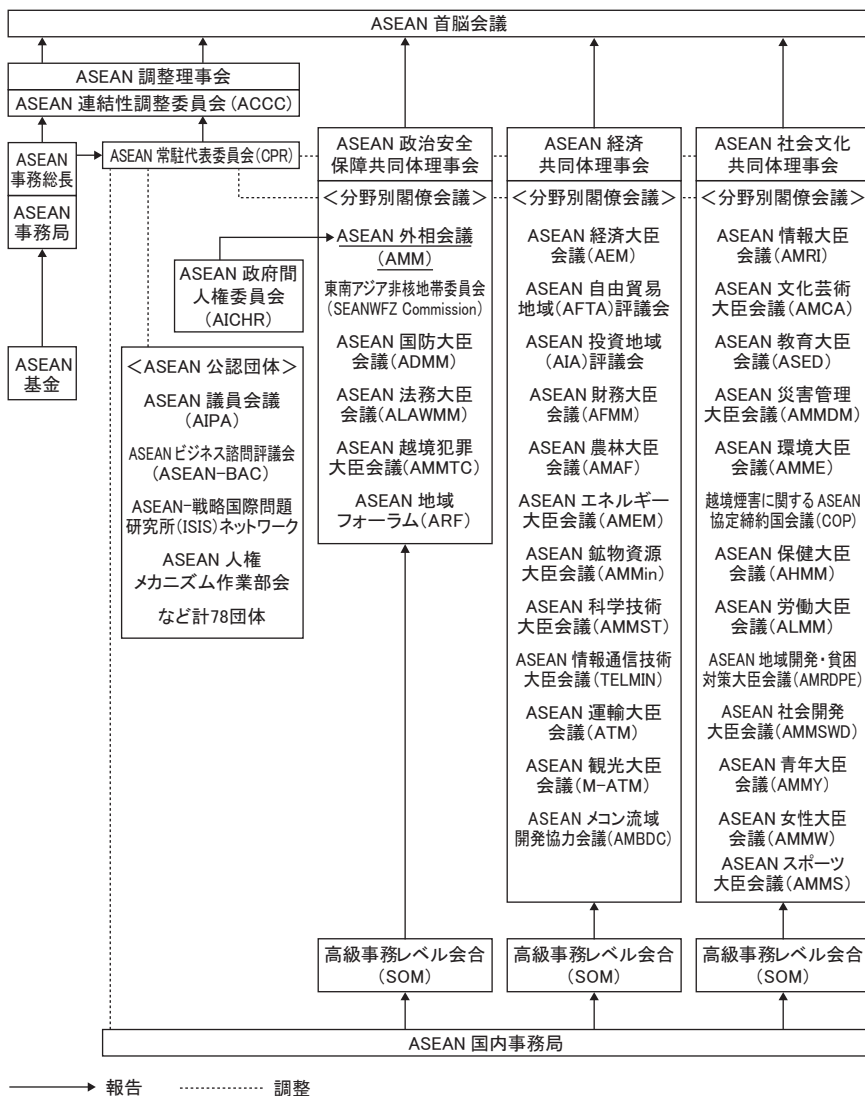 ASEAN 首脳会議
ASEAN 調整理事会
ASEAN 連結性調整委員会(ACCC)
ASEAN
事務総長
ASEAN
事務局
ASEAN
基金
ASEAN 常駐代表委員会(CPR)
ASEAN 政府間
人権委員会
(AICHR)
<ASEAN 公認団体>
ASEAN 議員会議
(AIPA)
ASEAN ビジネス諮問評議会
(ASEAN-BAC)
ASEAN-戦略国際問題
研究所(ISIS)ネットワーク
ASEAN 人権
メカニズム作業部会
など計78団体
ASEAN 政治安全
保障共同体理事会
<分野別閣僚会議>
ASEAN 外相会議
(AMM)
東南アジア非核地帯委員会
(SEANWFZ Commission)
ASEAN 国防大臣
会議(ADMM)
ASEAN 法務大臣
会議(ALAWMM)
ASEAN 越境犯罪
大臣会議(AMMTC)
ASEAN 地域
フォーラム(ARF)
高級事務レベル会合
(SOM)
ASEAN 経済
共同体理事会
<分野別閣僚会議>
ASEAN 経済大臣
会議(AEM)
ASEAN 自由貿易
地域(AFTA)評議会
ASEAN 投資地域
(AIA)評議会
ASEAN 財務大臣
会議(AFMM)
ASEAN 農林大臣
会議(AMAF)
ASEAN エネルギー
大臣会議(AMEM)
ASEAN 鉱物資源
大臣会議(AMMin)
ASEAN 科学技術
大臣会議(AMMST)
ASEAN 情報通信技術
大臣会議(TELMIN)
ASEAN 運輸大臣
会議(ATM)
ASEAN 観光大臣
会議(M-ATM)
ASEAN メコン流域
開発協力会議(AMBDC)
高級事務レベル会合
(SOM)
ASEAN 社会文化
共同体理事会
<分野別閣僚会議>
ASEAN 情報大臣
会議(AMRI)
ASEAN 文化芸術
大臣会議(AMCA)
ASEAN 教育大臣
会議(ASED)
ASEAN 災害管理
大臣会議(AMMDM)
ASEAN 環境大臣
会議(AMME)
越境煙害に関する ASEAN
協定締約国会議(COP)
ASEAN 保健大臣
会議(AHMM)
ASEAN 労働大臣
会議(ALMM)
ASEAN 地域開発・貧困
対策大臣会議(AMRDPE)
ASEAN 社会開発
大臣会議(AMMSWD)
ASEAN 青年大臣
会議(AMMY)
ASEAN 女性大臣
会議(AMMW)
ASEAN スポーツ
大臣会議(AMMS)
高級事務レベル会合
(SOM)
ASEAN 国内事務局
報告 調整